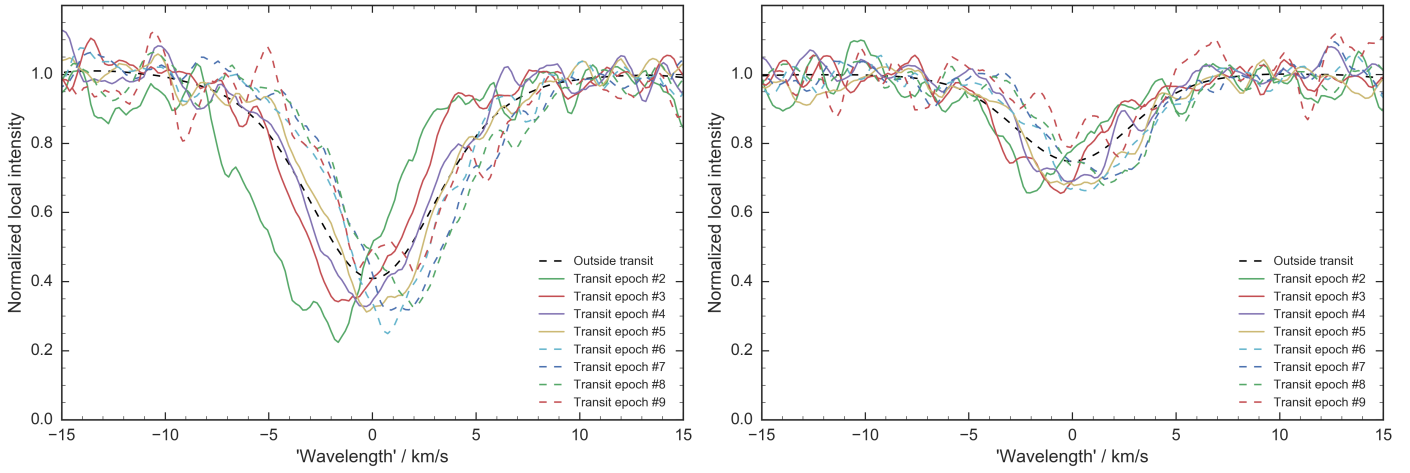 Normalized local intensity
1.0
0.8
0.6
0.4
0.2
0.0
−15 −10 −5 0 5 10 15
'Wavelength' / km/s
Outside transit
Transit epoch #2
Transit epoch #3
Transit epoch #4
Transit epoch #5
Transit epoch #6
Transit epoch #7
Transit epoch #8
Transit epoch #9
Normalized local intensity
1.0
0.8
0.6
0.4
0.2
0.0
−15 −10 −5 0 5 10 15
'Wavelength' / km/s
Outside transit
Transit epoch #2
Transit epoch #3
Transit epoch #4
Transit epoch #5
Transit epoch #6
Transit epoch #7
Transit epoch #8
Transit epoch #9